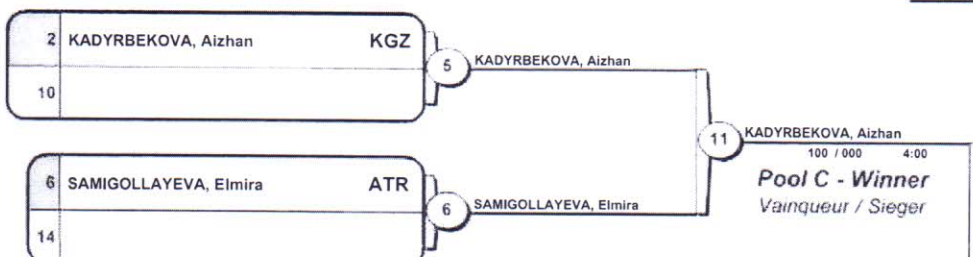 2 KADYRBEKOVA, Aizhan KGZ
10
5 KADYRBEKOVA, Aizhan
11 KADYRBEKOVA, Aizhan
100 / 000 4:00
Pool C - Winner
Vainqueur / Sieger
6 SAMIGOLLAYEVA, Elmira ATR
14
6 SAMIGOLLAYEVA, Elmira